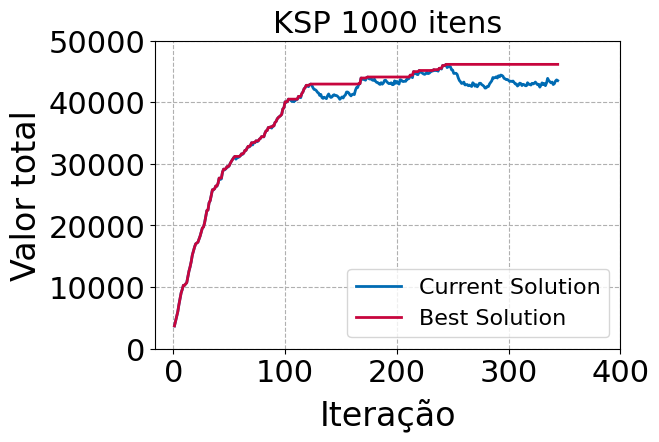 KSP 1000 itens
50000
40000
30000
20000
10000
0
Valor total
Current Solution
Best Solution
0 100 200 300 400
Iteração